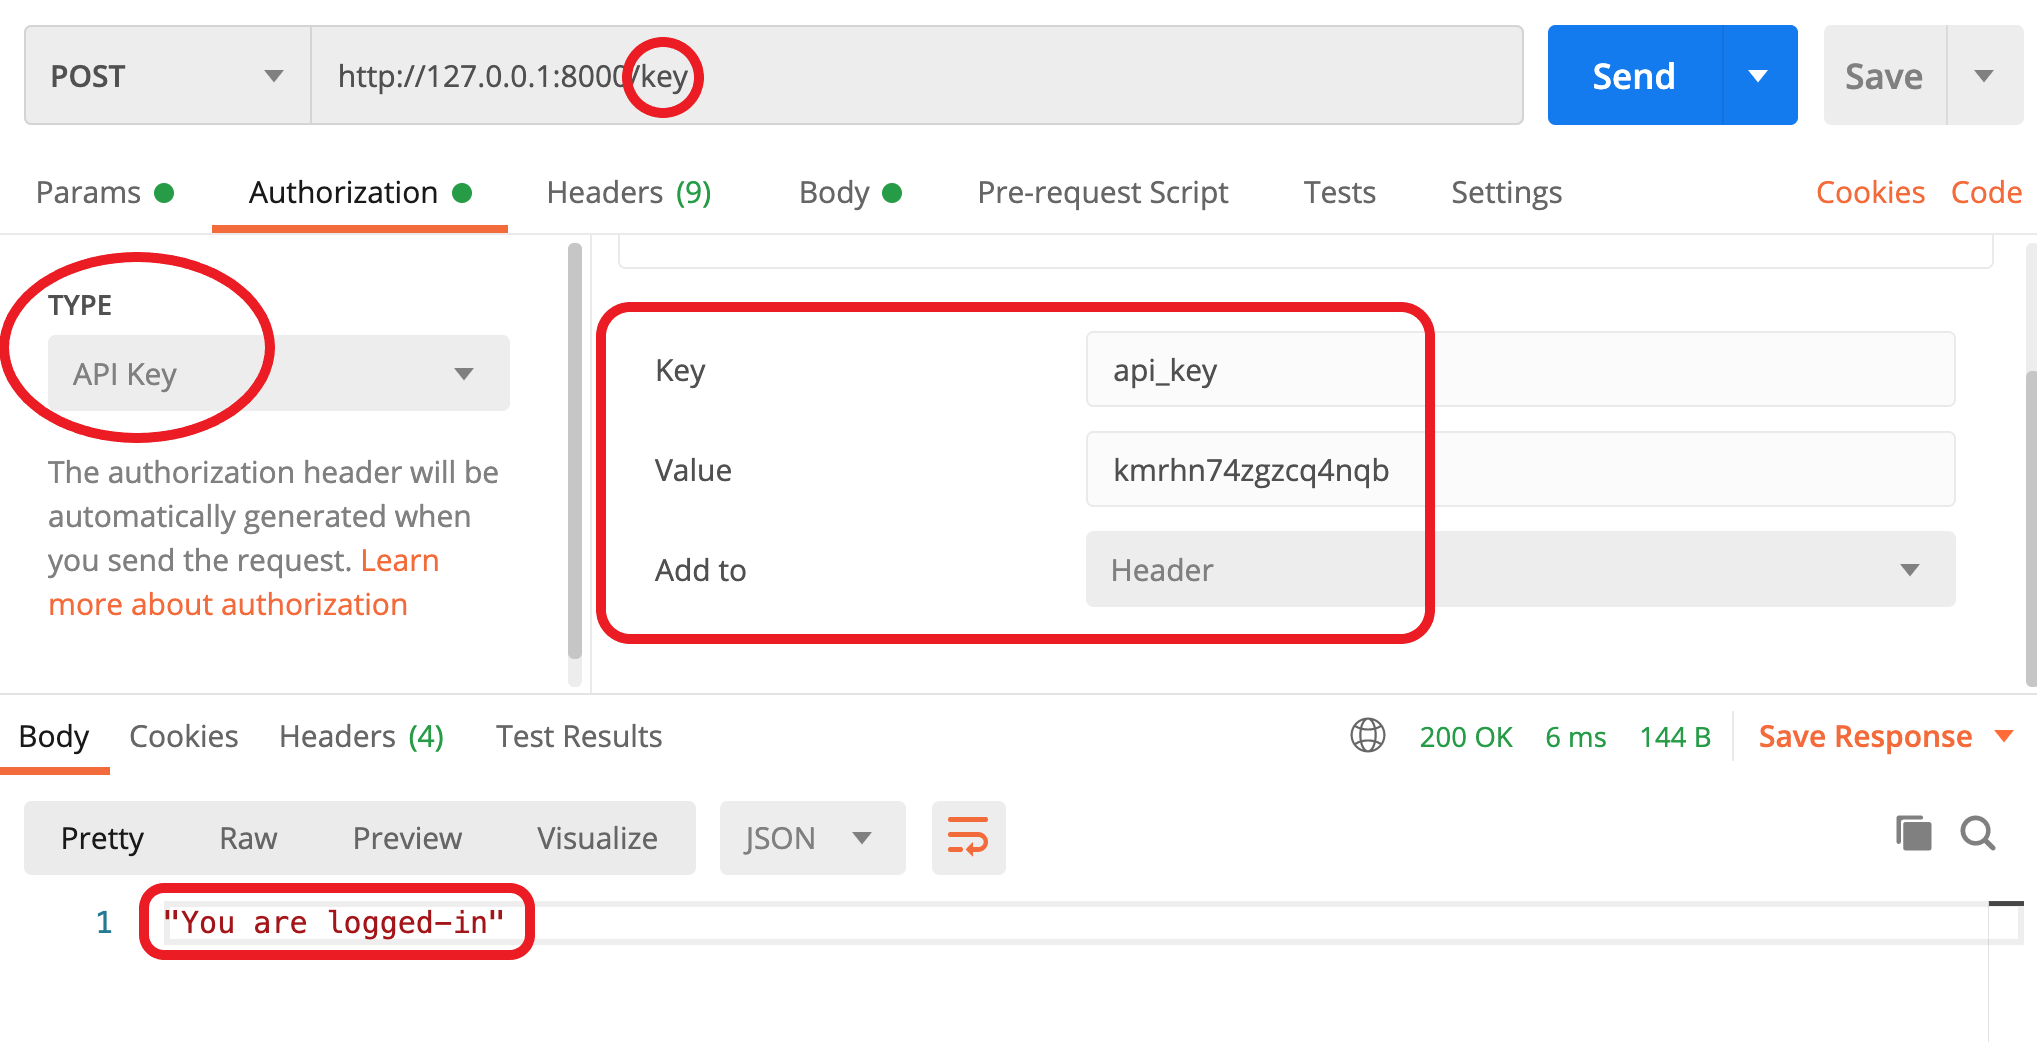 POST
http://127.0.0.1:8000/key
Send
Save
Params
Authorization
Headers (9)
Body
Pre-request Script
Tests
Settings
Cookies
Code
TYPE
API Key
The authorization header will be
automatically generated when
you send the request. Learn
more about authorization
Key
api_key
Value
kmrhn74zgzcq4nqb
Add to
Header
Body
Cookies
Headers (4)
Test Results
200 OK
6 ms
144 B
Save Response
Pretty
Raw
Preview
Visualize
JSON
1
"You are logged-in"